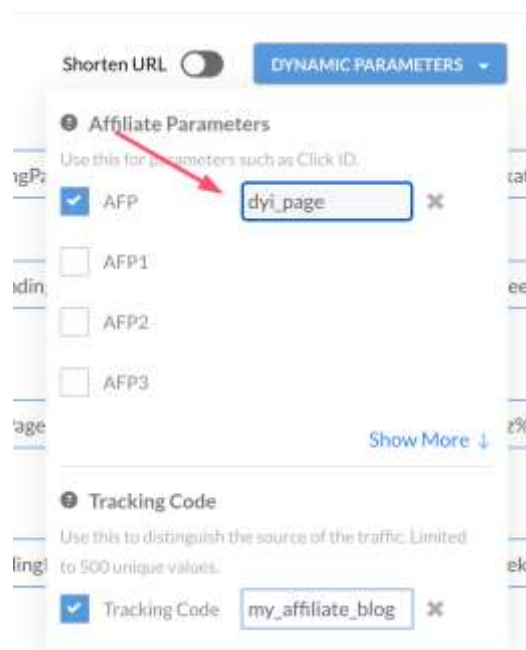 Shorten URL
DYNAMIC PARAMETERS
Affiliate Parameters
Use this for parameters such as Click ID.
AFP
dyi_page
AFP1
AFP2
AFP3
Show More ↓
Tracking Code
Use this to distinguish the source of the traffic. Limited
to 500 unique values.
Tracking Code
my_affiliate_blog